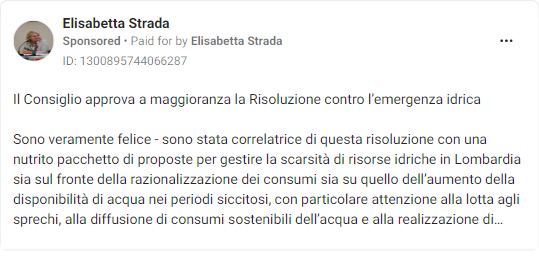 Elisabetta Strada
Sponsored • Paid for by Elisabetta Strada
ID: 1300895744066287
Il Consiglio approva a maggioranza la Risoluzione contro l’emergenza idrica
Sono veramente felice - sono stata correlatrice di questa risoluzione con una
nutrito pacchetto di proposte per gestire la scarsità di risorse idriche in Lombardia
sia sul fronte della razionalizzazione dei consumi sia su quello dell’aumento della
disponibilità di acqua nei periodi siccitosi, con particolare attenzione alla lotta agli
sprechi, alla diffusione di consumi sostenibili dell’acqua e alla realizzazione di...